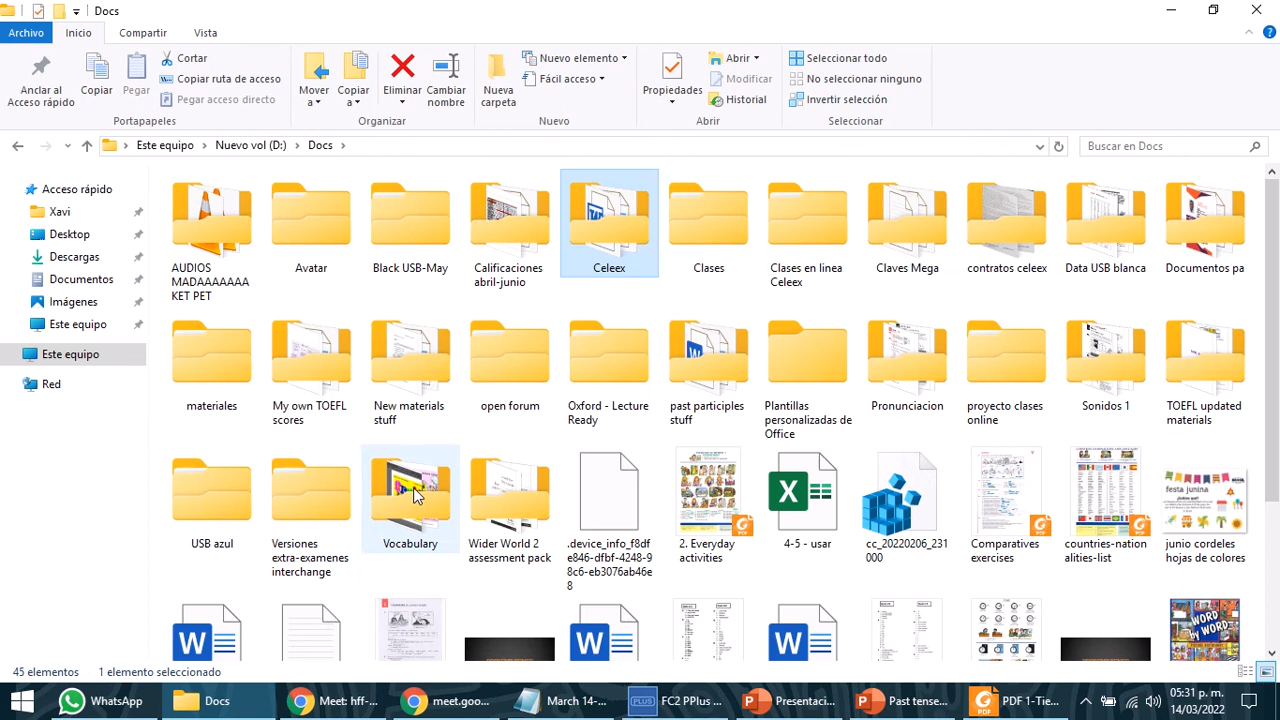 Docs
Archivo
Inicio
Compartir
Vista
Anclar al
Acceso rápido
Copiar
Pegar
Cortar
Copiar ruta de acceso
Pegar acceso directo
Portapapeles
Mover
a
Copiar
a
Eliminar
Cambiar
nombre
Organizar
Nueva
carpeta
Nuevo elemento
Fácil acceso
Nuevo
Propiedades
Abrir
Modificar
Historial
Abrir
Seleccionar todo
No seleccionar ninguno
Invertir selección
Seleccionar
Este equipo
Nuevo vol (D:)
Docs
Buscar en Docs
Acceso rápido
Xavi
Desktop
Descargas
Documentos
Imágenes
Este equipo
Este equipo
Red
AUDIOS
MADAAAAAAA
KET PET
Avatar
Black USB-May
Calificaciones
abril-junio
Celeex
Clases
Clases en linea
Celeex
Claves Mega
contratos celeex
Data USB blanca
Documentos pa
materiales
My own TOEFL
scores
New materials
stuff
open forum
Oxford - Lecture
Ready
past participles
stuff
Plantillas
personalizadas de
Office
Pronunciacion
proyecto clases
online
Sonidos 1
TOEFL updated
materials
USB azul
Versiones
extra-examenes
interchange
Vocabulary
Wider World 2
assessment pack
.device_info_f8df
e846-dfbf-4248-9
8c6-eb3076ab46e
8
2. Everyday
activities
4-5 - usar
cc_20220206_231
000
Comparatives
exercises
countries-nation
alities-list
junio cordeles
hojas de colores
festa junina
WORD
by
WORD
45 elementos
1 elemento seleccionado
WhatsApp
Docs
Meet: hff-...
meet.goo...
March 14-...
PLUS
FC2 PPlus ...
Presentaci...
Past tense...
PDF
PDF 1-Tie...
05:31 p. m.
14/03/2022